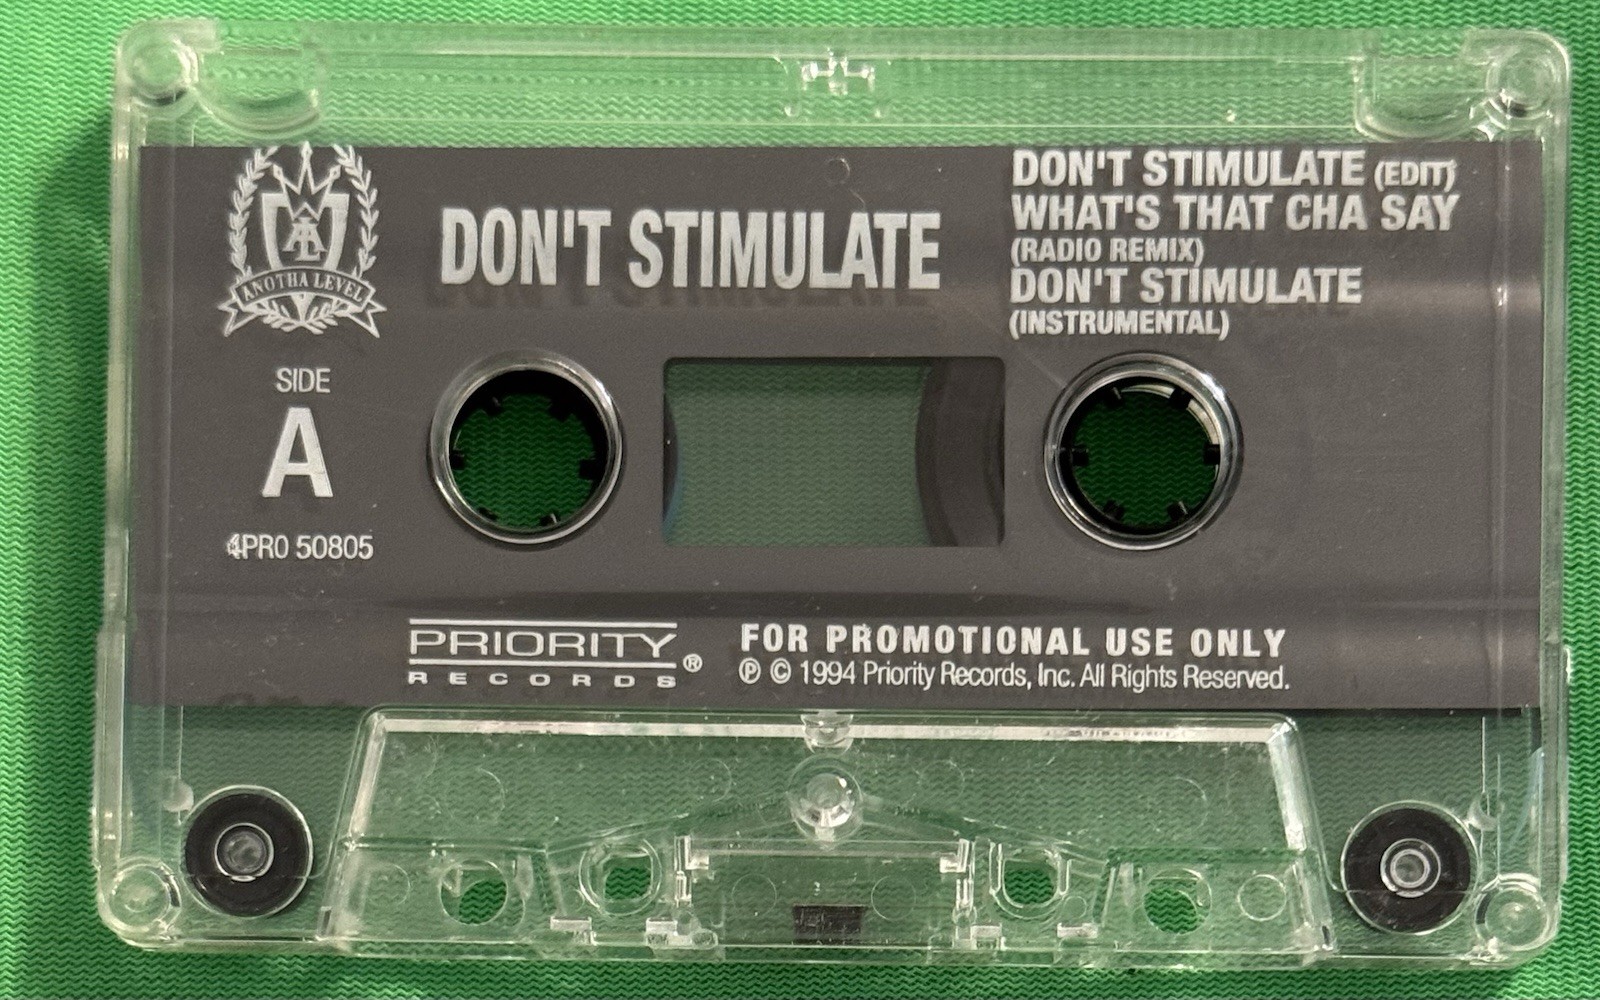 AL
ANOTHA LEVEL
DON'T STIMULATE
DON'T STIMULATE (EDIT)
WHAT'S THAT CHA SAY
(RADIO REMIX)
DON'T STIMULATE
(INSTRUMENTAL)
SIDE
A
4PRO 50805
PRIORITY
RECORDS®
FOR PROMOTIONAL USE ONLY
℗ © 1994 Priority Records, Inc. All Rights Reserved.